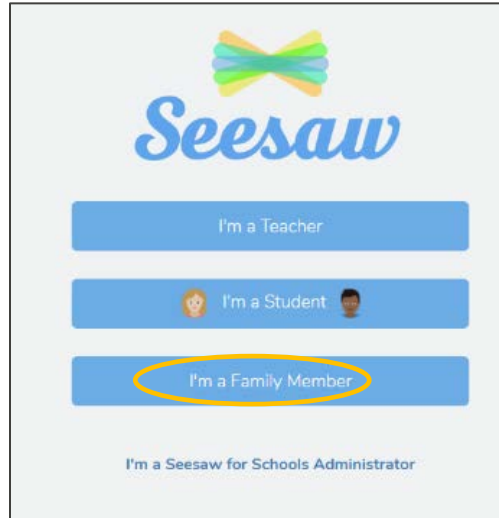 Seesaw
I'm a Teacher
I'm a Student
I'm a Family Member
I'm a Seesaw for Schools Administrator